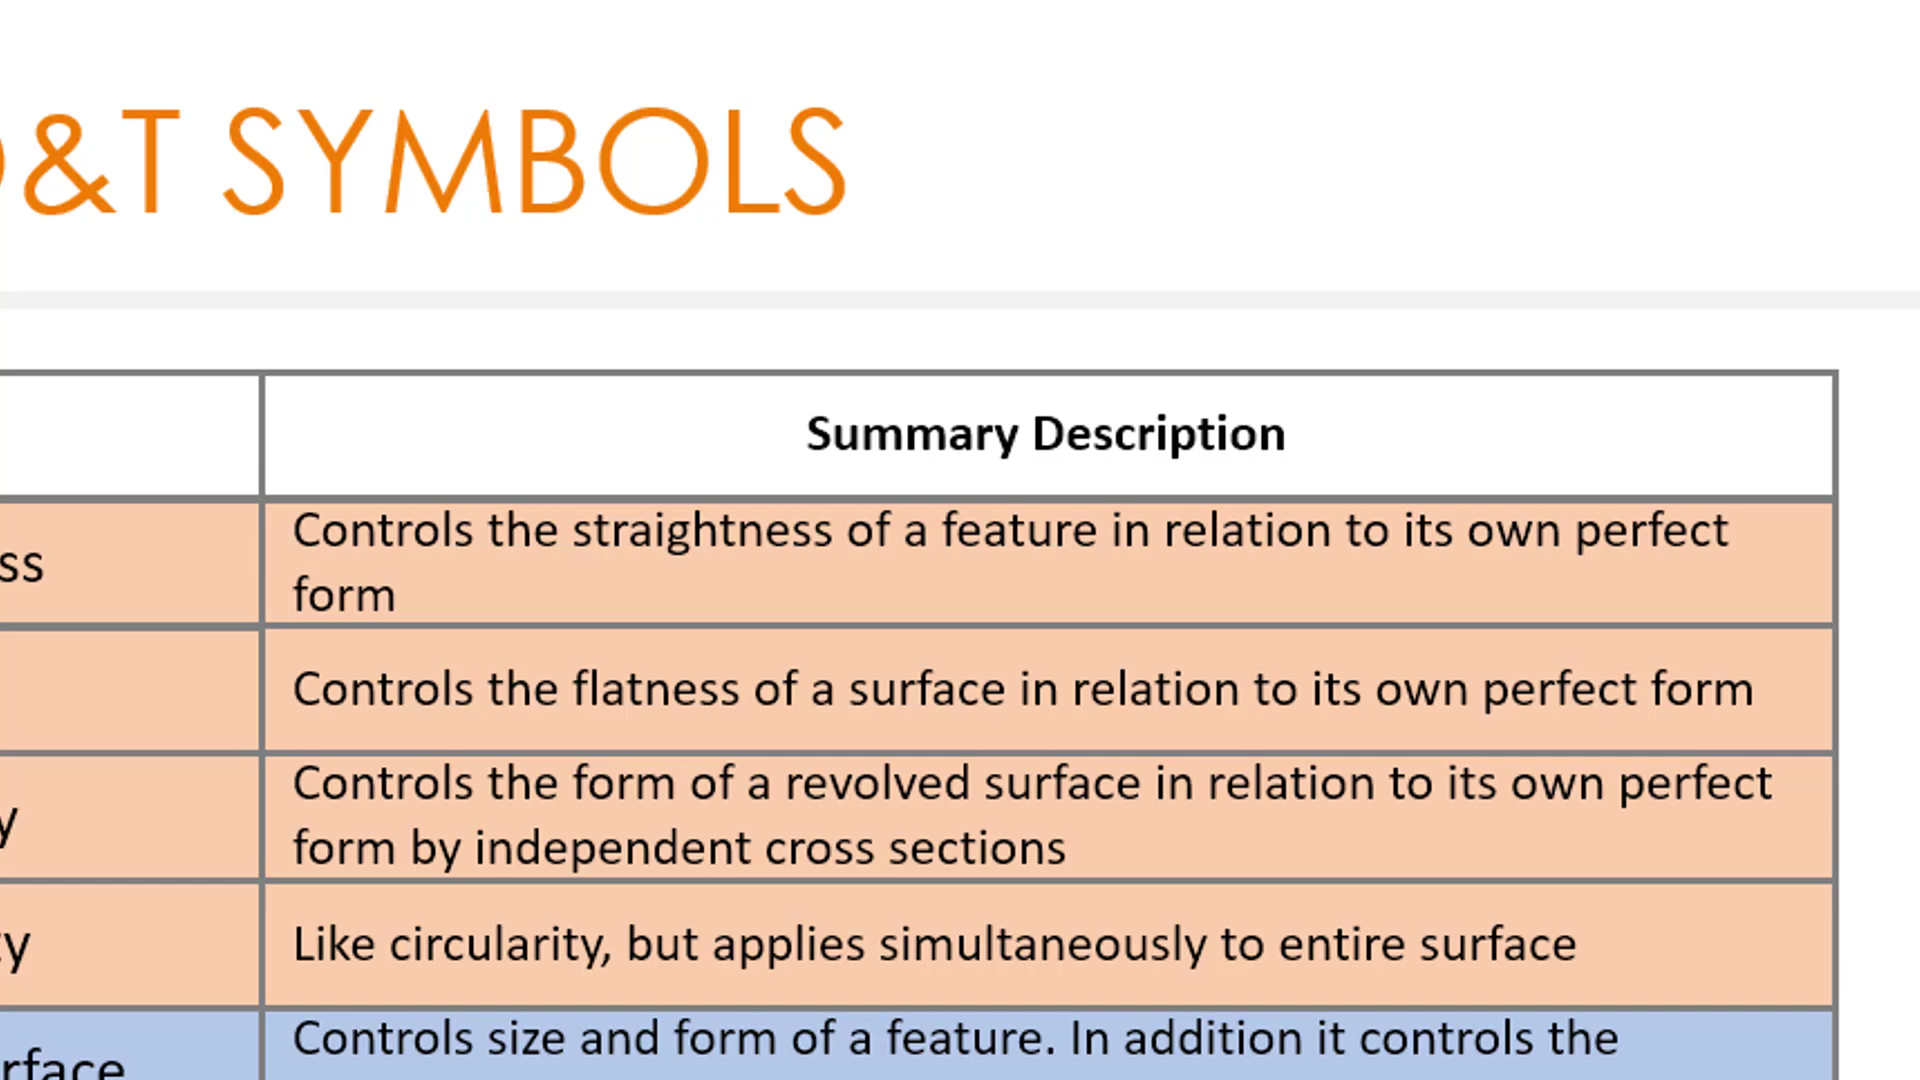 &T SYMBOLS
Summary Description
ss
Controls the straightness of a feature in relation to its own perfect
form
Controls the flatness of a surface in relation to its own perfect form
y
Controls the form of a revolved surface in relation to its own perfect
form by independent cross sections
y
Like circularity, but applies simultaneously to entire surface
rface
Controls size and form of a feature. In addition it controls the